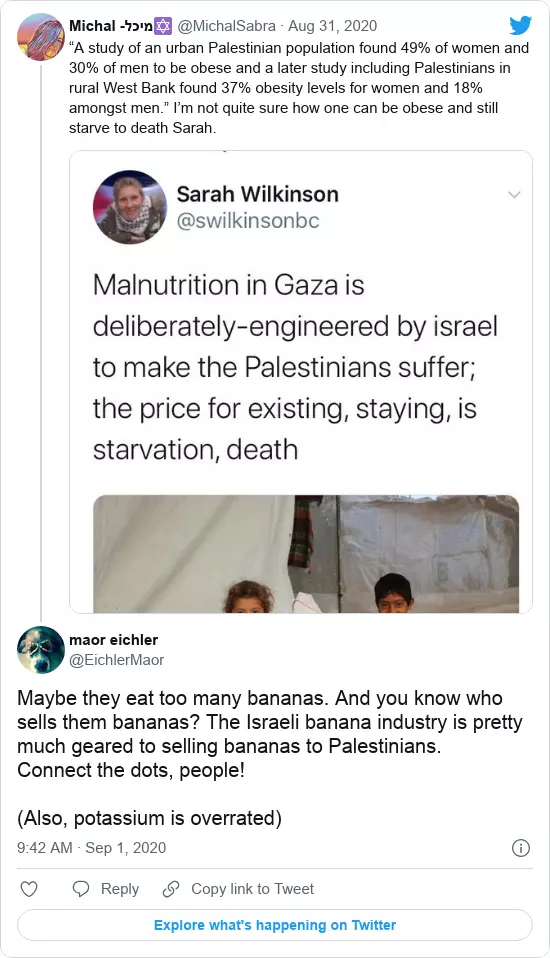 Michal -מיכל✡ @MichalSabra · Aug 31, 2020
“A study of an urban Palestinian population found 49% of women and
30% of men to be obese and a later study including Palestinians in
rural West Bank found 37% obesity levels for women and 18%
amongst men.” I’m not quite sure how one can be obese and still
starve to death Sarah.
Sarah Wilkinson
@swilkinsonbc
Malnutrition in Gaza is
deliberately-engineered by israel
to make the Palestinians suffer;
the price for existing, staying, is
starvation, death
maor eichler
@EichlerMaor
Maybe they eat too many bananas. And you know who
sells them bananas? The Israeli banana industry is pretty
much geared to selling bananas to Palestinians.
Connect the dots, people!
(Also, potassium is overrated)
9:42 AM · Sep 1, 2020
Reply Copy link to Tweet
Explore what's happening on Twitter